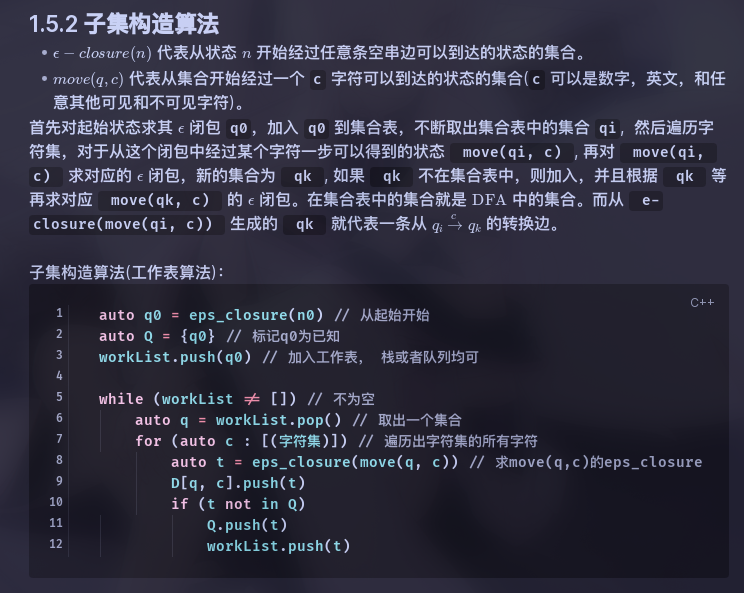 1.5.2 子集构造算法
• ϵ − closure(n) 代表从状态 n 开始经过任意条空串边可以到达的状态的集合。
• move(q, c) 代表从集合开始经过一个 c 字符可以到达的状态的集合( c 可以是数字，英文，和任
意其他可见和不可见字符)。
首先对起始状态求其 ϵ 闭包 q0 ，加入 q0 到集合表，不断取出集合表中的集合 qi ，然后遍历字
符集，对于从这个闭包中经过某个字符一步可以得到的状态 move(qi, c) , 再对 move(qi,
c) 求对应的 ϵ 闭包，新的集合为 qk , 如果 qk 不在集合表中，则加入，并且根据 qk 等
再求对应 move(qk, c) 的 ϵ 闭包。在集合表中的集合就是 DFA 中的集合。而从 e-
closure(move(qi, c)) 生成的 qk 就代表一条从 qi →c qk 的转换边。
子集构造算法(工作表算法)：
C++
1 auto q0 = eps_closure(n0) // 从起始开始
2 auto Q = {q0} // 标记q0为已知
3 workList.push(q0) // 加入工作表， 栈或者队列均可
4
5 while (workList ≠ []) // 不为空
6 auto q = workList.pop() // 取出一个集合
7 for (auto c : [(字符集)]) // 遍历出字符集的所有字符
8 auto t = eps_closure(move(q, c)) // 求move(q,c)的eps_closure
9 D[q, c].push(t)
10 if (t not in Q)
11 Q.push(t)
12 workList.push(t)